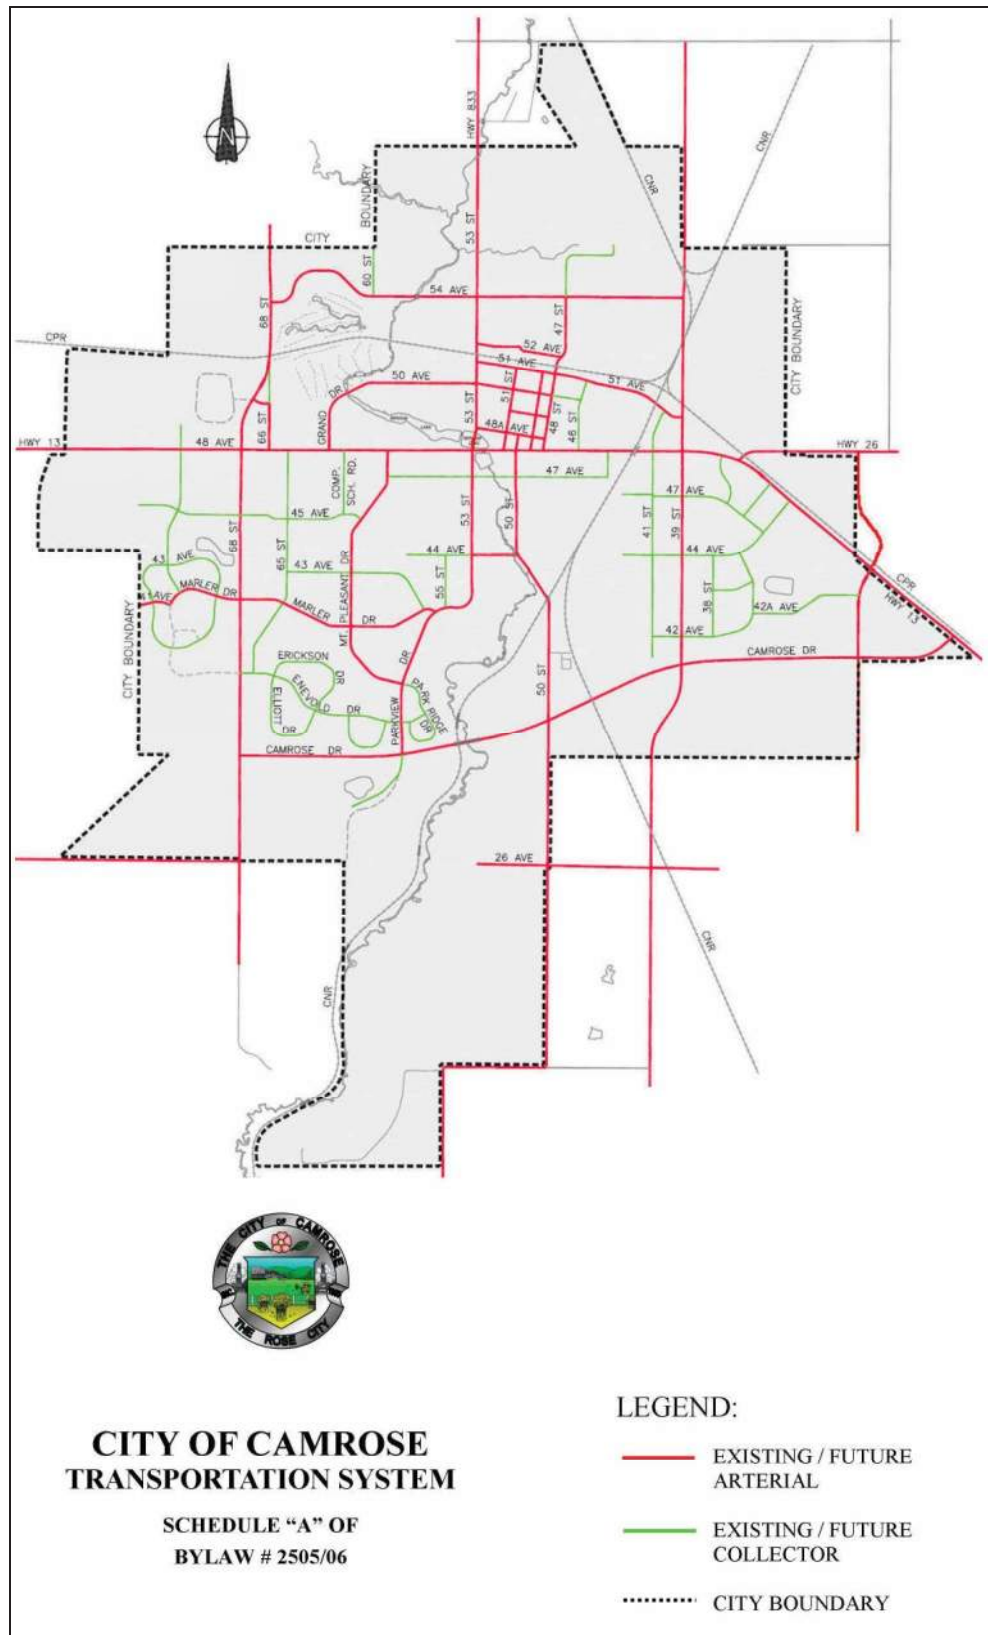 HWY 833
CNR
CNR
BOUNDARY
CITY
53 ST
60 ST
54 AVE
68 ST
47 ST
CITY BOUNDARY
CPR
52 AVE
51 AVE
51 AVE
50 AVE
51 ST
GRAND DR
53 ST
48 ST
46 ST
48A AVE
66 ST
HWY 13
48 AVE
HWY 26
COMP.
SCH. RD.
47 AVE
47 AVE
53 ST
50 ST
45 AVE
68 ST
65 ST
41 ST
39 ST
43 AVE
44 AVE
44 AVE
43 AVE
MT. PLEASANT DR
55 ST
38 ST
CPR
HWY 13
MARLER DR
41 AVE
MARLER DR
42A AVE
42 AVE
CITY BOUNDARY
CAMROSE DR
ERICKSON
DR
DR
PARK RIDGE
DR
ENEVOLD DR
ELLIOTT
DR
PARKVIEW
50 ST
CAMROSE DR
26 AVE
CNR
CNR
THE CITY OF CAMROSE
THE ROSE CITY
CITY OF CAMROSE
TRANSPORTATION SYSTEM
SCHEDULE “A” OF
BYLAW # 2505/06
LEGEND:
EXISTING / FUTURE
ARTERIAL
EXISTING / FUTURE
COLLECTOR
CITY BOUNDARY